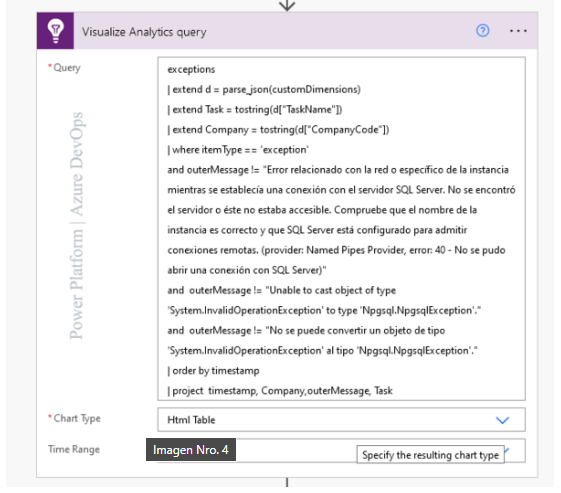 Visualize Analytics query
* Query
exceptions
| extend d = parse_json(customDimensions)
| extend Task = tostring(d["TaskName"])
| extend Company = tostring(d["CompanyCode"])
| where itemType == 'exception'
and outerMessage != "Error relacionado con la red o específico de la instancia
mientras se establecía una conexión con el servidor SQL Server. No se encontró
el servidor o éste no estaba accesible. Compruebe que el nombre de la
instancia es correcto y que SQL Server está configurado para admitir
conexiones remotas. (provider: Named Pipes Provider, error: 40 - No se pudo
abrir una conexión con SQL Server)"
and outerMessage != "Unable to cast object of type
'System.InvalidOperationException' to type 'Npgsql.NpgsqlException'."
and outerMessage != "No se puede convertir un objeto de tipo
'System.InvalidOperationException' al tipo 'Npgsql.NpgsqlException'."
| order by timestamp
| project timestamp, Company,outerMessage, Task
Power Platform | Azure DevOps
* Chart Type
Html Table
Time Range
Imagen Nro. 4
Specify the resulting chart type